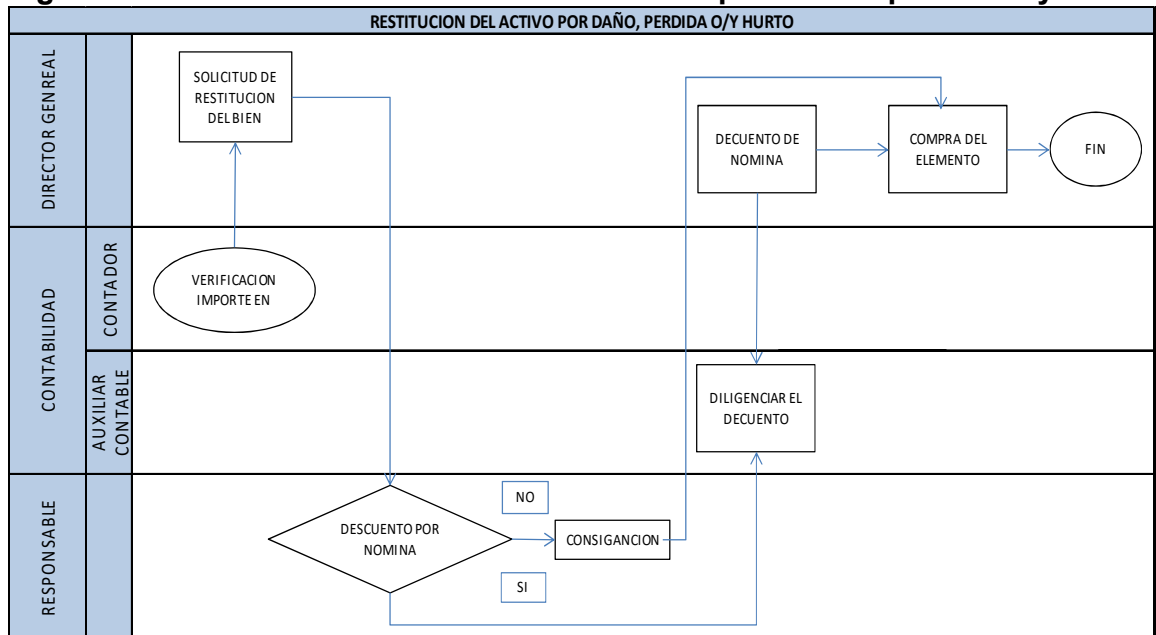 RESTITUCION DEL ACTIVO POR DAÑO, PERDIDA O/Y HURTO
DIRECTOR GENREAL
SOLICITUD DE
RESTITUCION
DEL BIEN
DECUENTO DE
NOMINA
COMPRA DEL
ELEMENTO
FIN
CONTABILIDAD
CONTADOR
VERIFICACION
IMPORTE EN
AUXILIAR
CONTABLE
DILIGENCIAR EL
DECUENTO
RESPONSABLE
DESCUENTO POR
NOMINA
NO
CONSIGANCION
SI